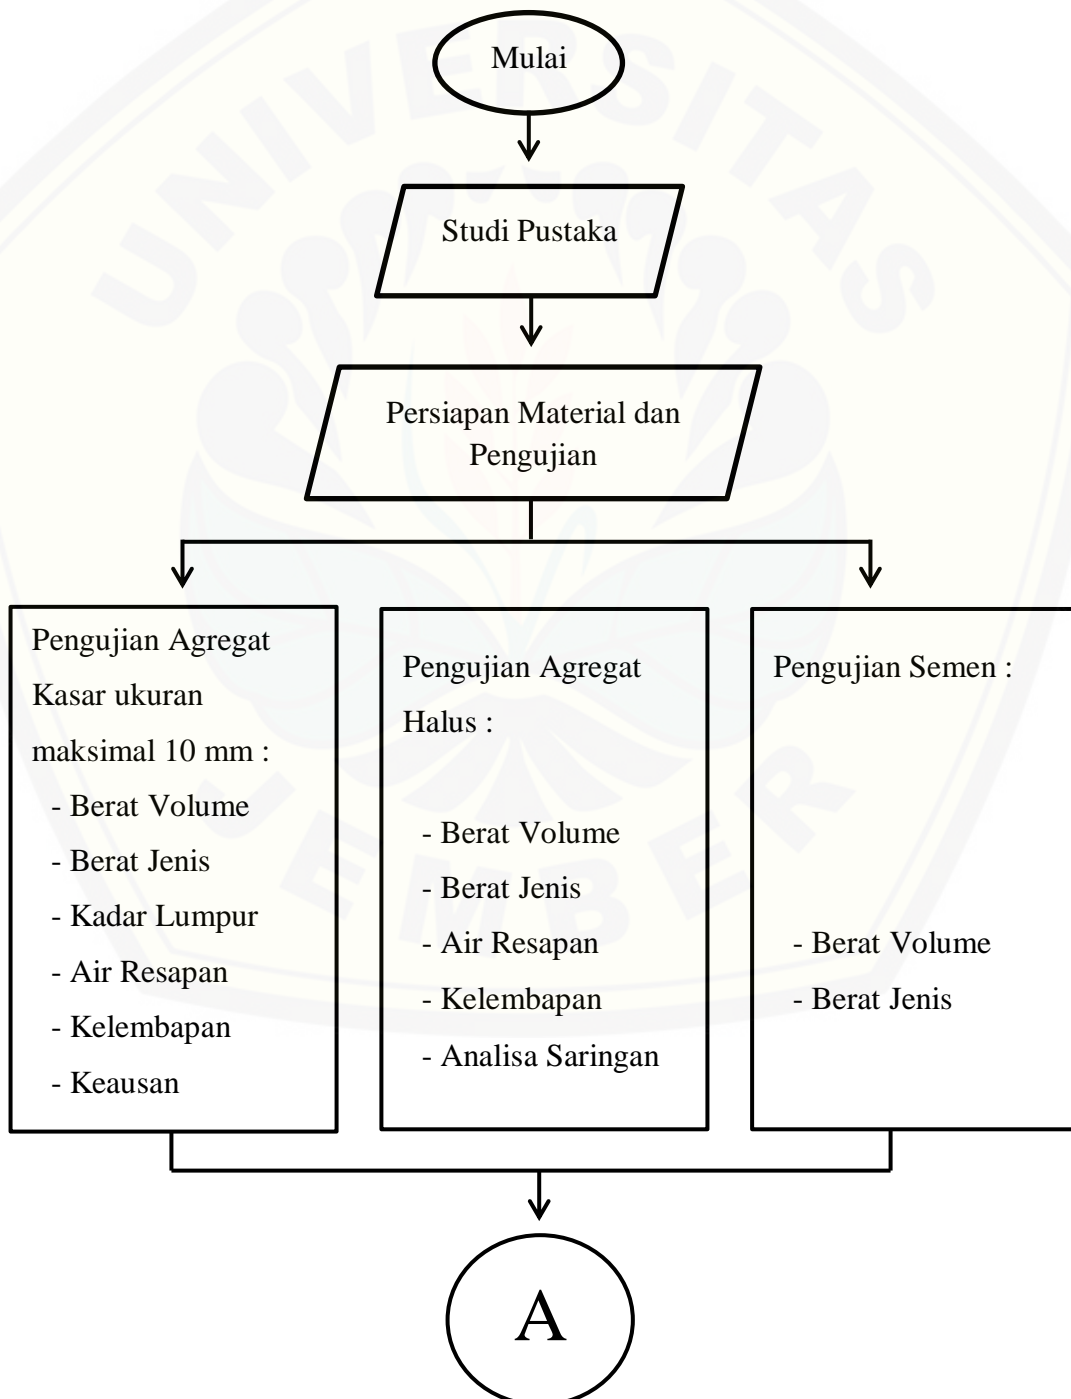 UNIVERSITAS
JEMBER
Mulai
Studi Pustaka
Persiapan Material dan
Pengujian
Pengujian Agregat
Kasar ukuran
maksimal 10 mm :
- Berat Volume
- Berat Jenis
- Kadar Lumpur
- Air Resapan
- Kelembapan
- Keausan
Pengujian Agregat
Halus :
- Berat Volume
- Berat Jenis
- Air Resapan
- Kelembapan
- Analisa Saringan
Pengujian Semen :
- Berat Volume
- Berat Jenis
A